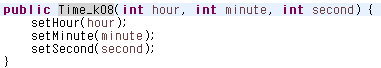 public Time_k08(int hour, int minute, int second) {
    setHour(hour);
    setMinute(minute);
    setSecond(second);
}